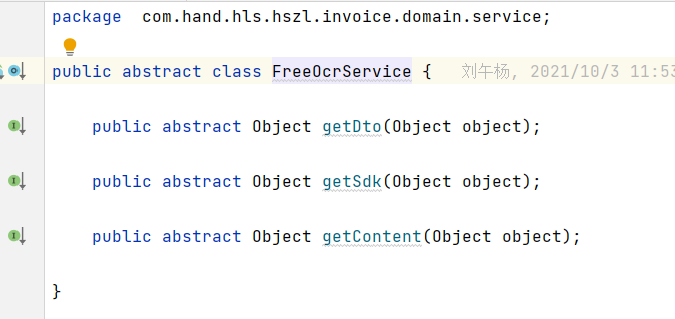 package  com.hand.hls.hszl.invoice.domain.service;
public abstract class FreeOcrService {   刘午杨, 2021/10/3 11:53
public abstract Object getDto(Object object);
public abstract Object getSdk(Object object);
public abstract Object getContent(Object object);
}